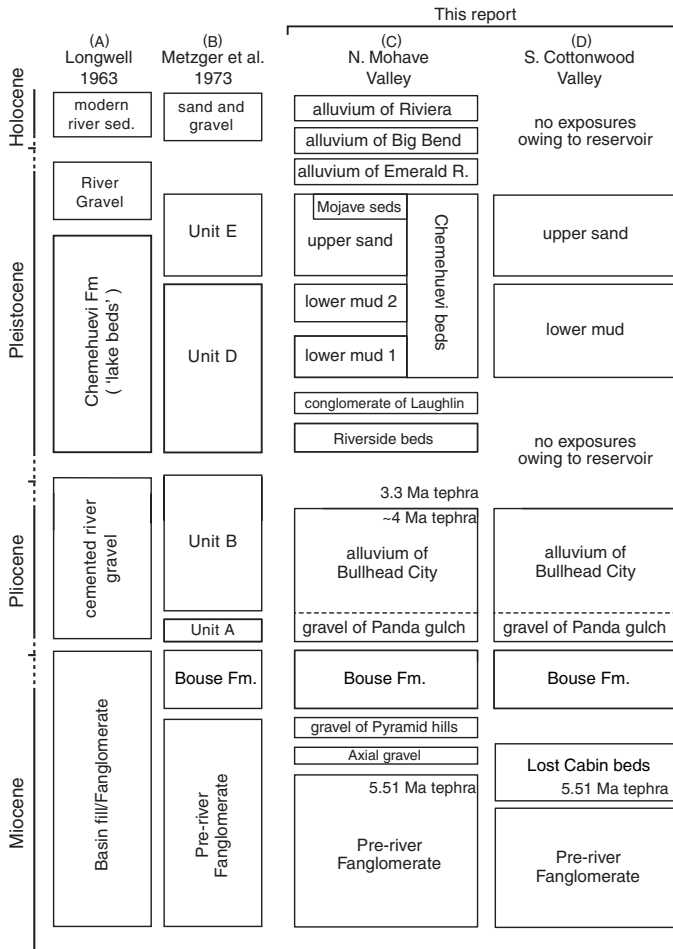 This report
(A)
Longwell
1963
(B)
Metzger et al.
1973
(C)
N. Mohave
Valley
(D)
S. Cottonwood
Valley
Holocene
Pleistocene
Pliocene
Miocene
modern
river sed.
River
Gravel
Chemehuevi Fm
( 'lake beds' )
cemented river
gravel
Basin fill/Fanglomerate
sand and
gravel
Unit E
Unit D
Unit B
Unit A
Bouse Fm.
Pre-river
Fanglomerate
alluvium of Riviera
alluvium of Big Bend
alluvium of Emerald R.
Mojave seds
upper sand
Chemehuevi beds
lower mud 2
lower mud 1
conglomerate of Laughlin
Riverside beds
3.3 Ma tephra
~4 Ma tephra
alluvium of
Bullhead City
gravel of Panda gulch
Bouse Fm.
gravel of Pyramid hills
Axial gravel
5.51 Ma tephra
Pre-river
Fanglomerate
no exposures
owing to reservoir
upper sand
lower mud
no exposures
owing to reservoir
alluvium of
Bullhead City
gravel of Panda gulch
Bouse Fm.
Lost Cabin beds
5.51 Ma tephra
Pre-river
Fanglomerate